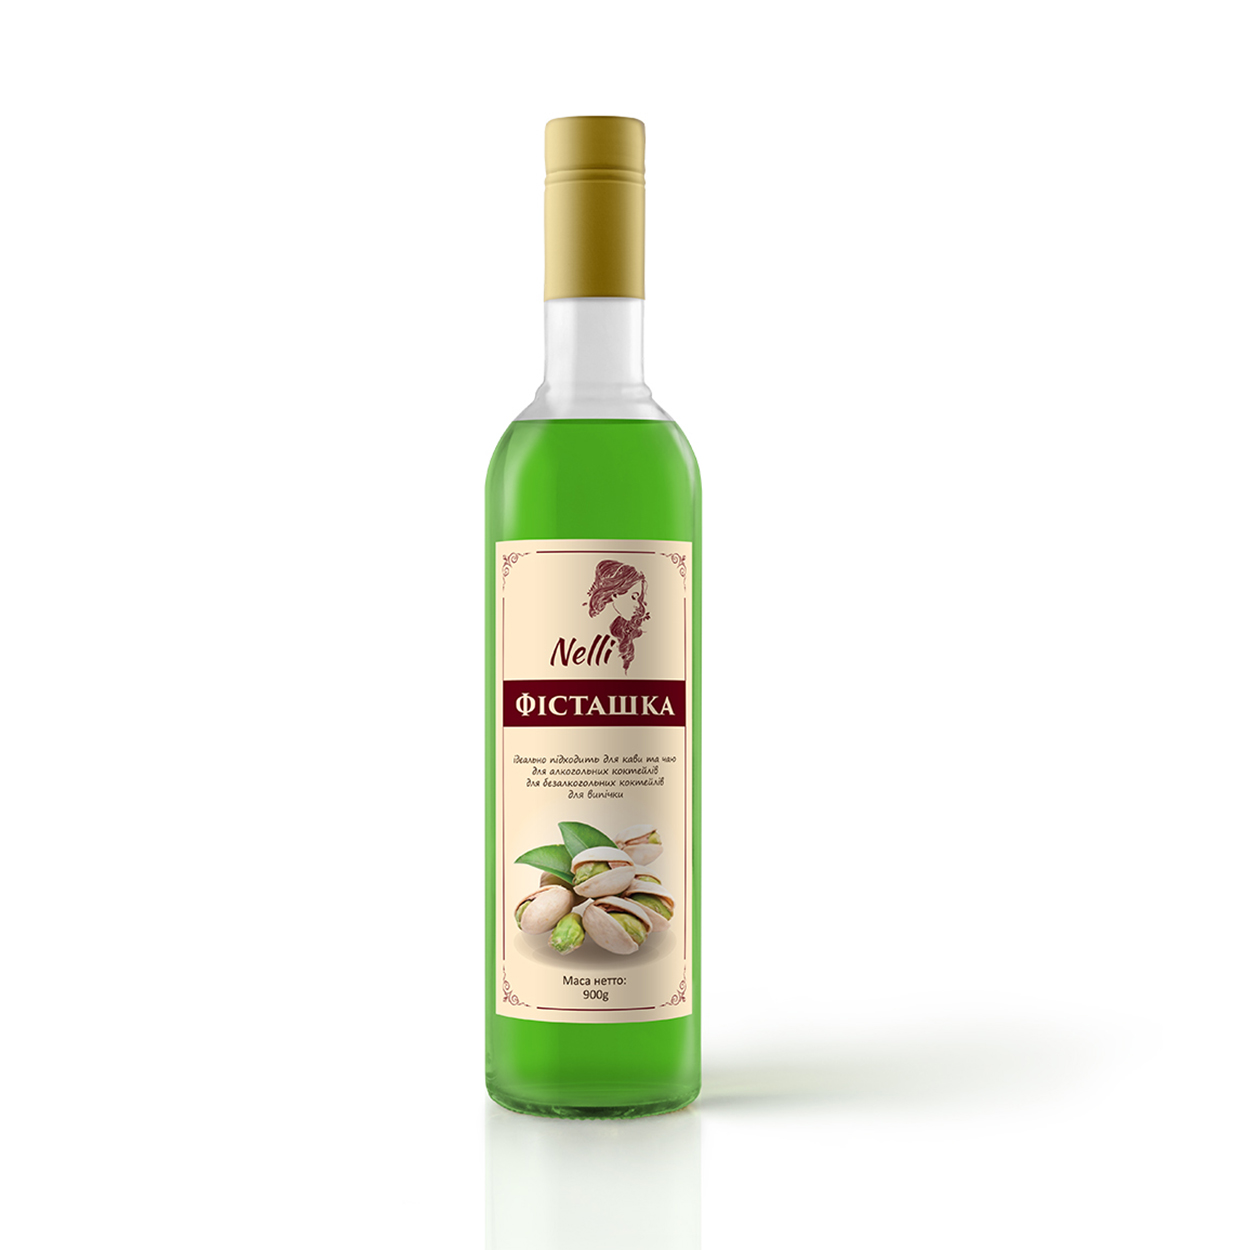 Nelli
ФІСТАШКА
ідеально підходить для кави та чаю
для алкогольних коктейлів
для безалкогольних коктейлів
для випічки
Маса нетто:
900g